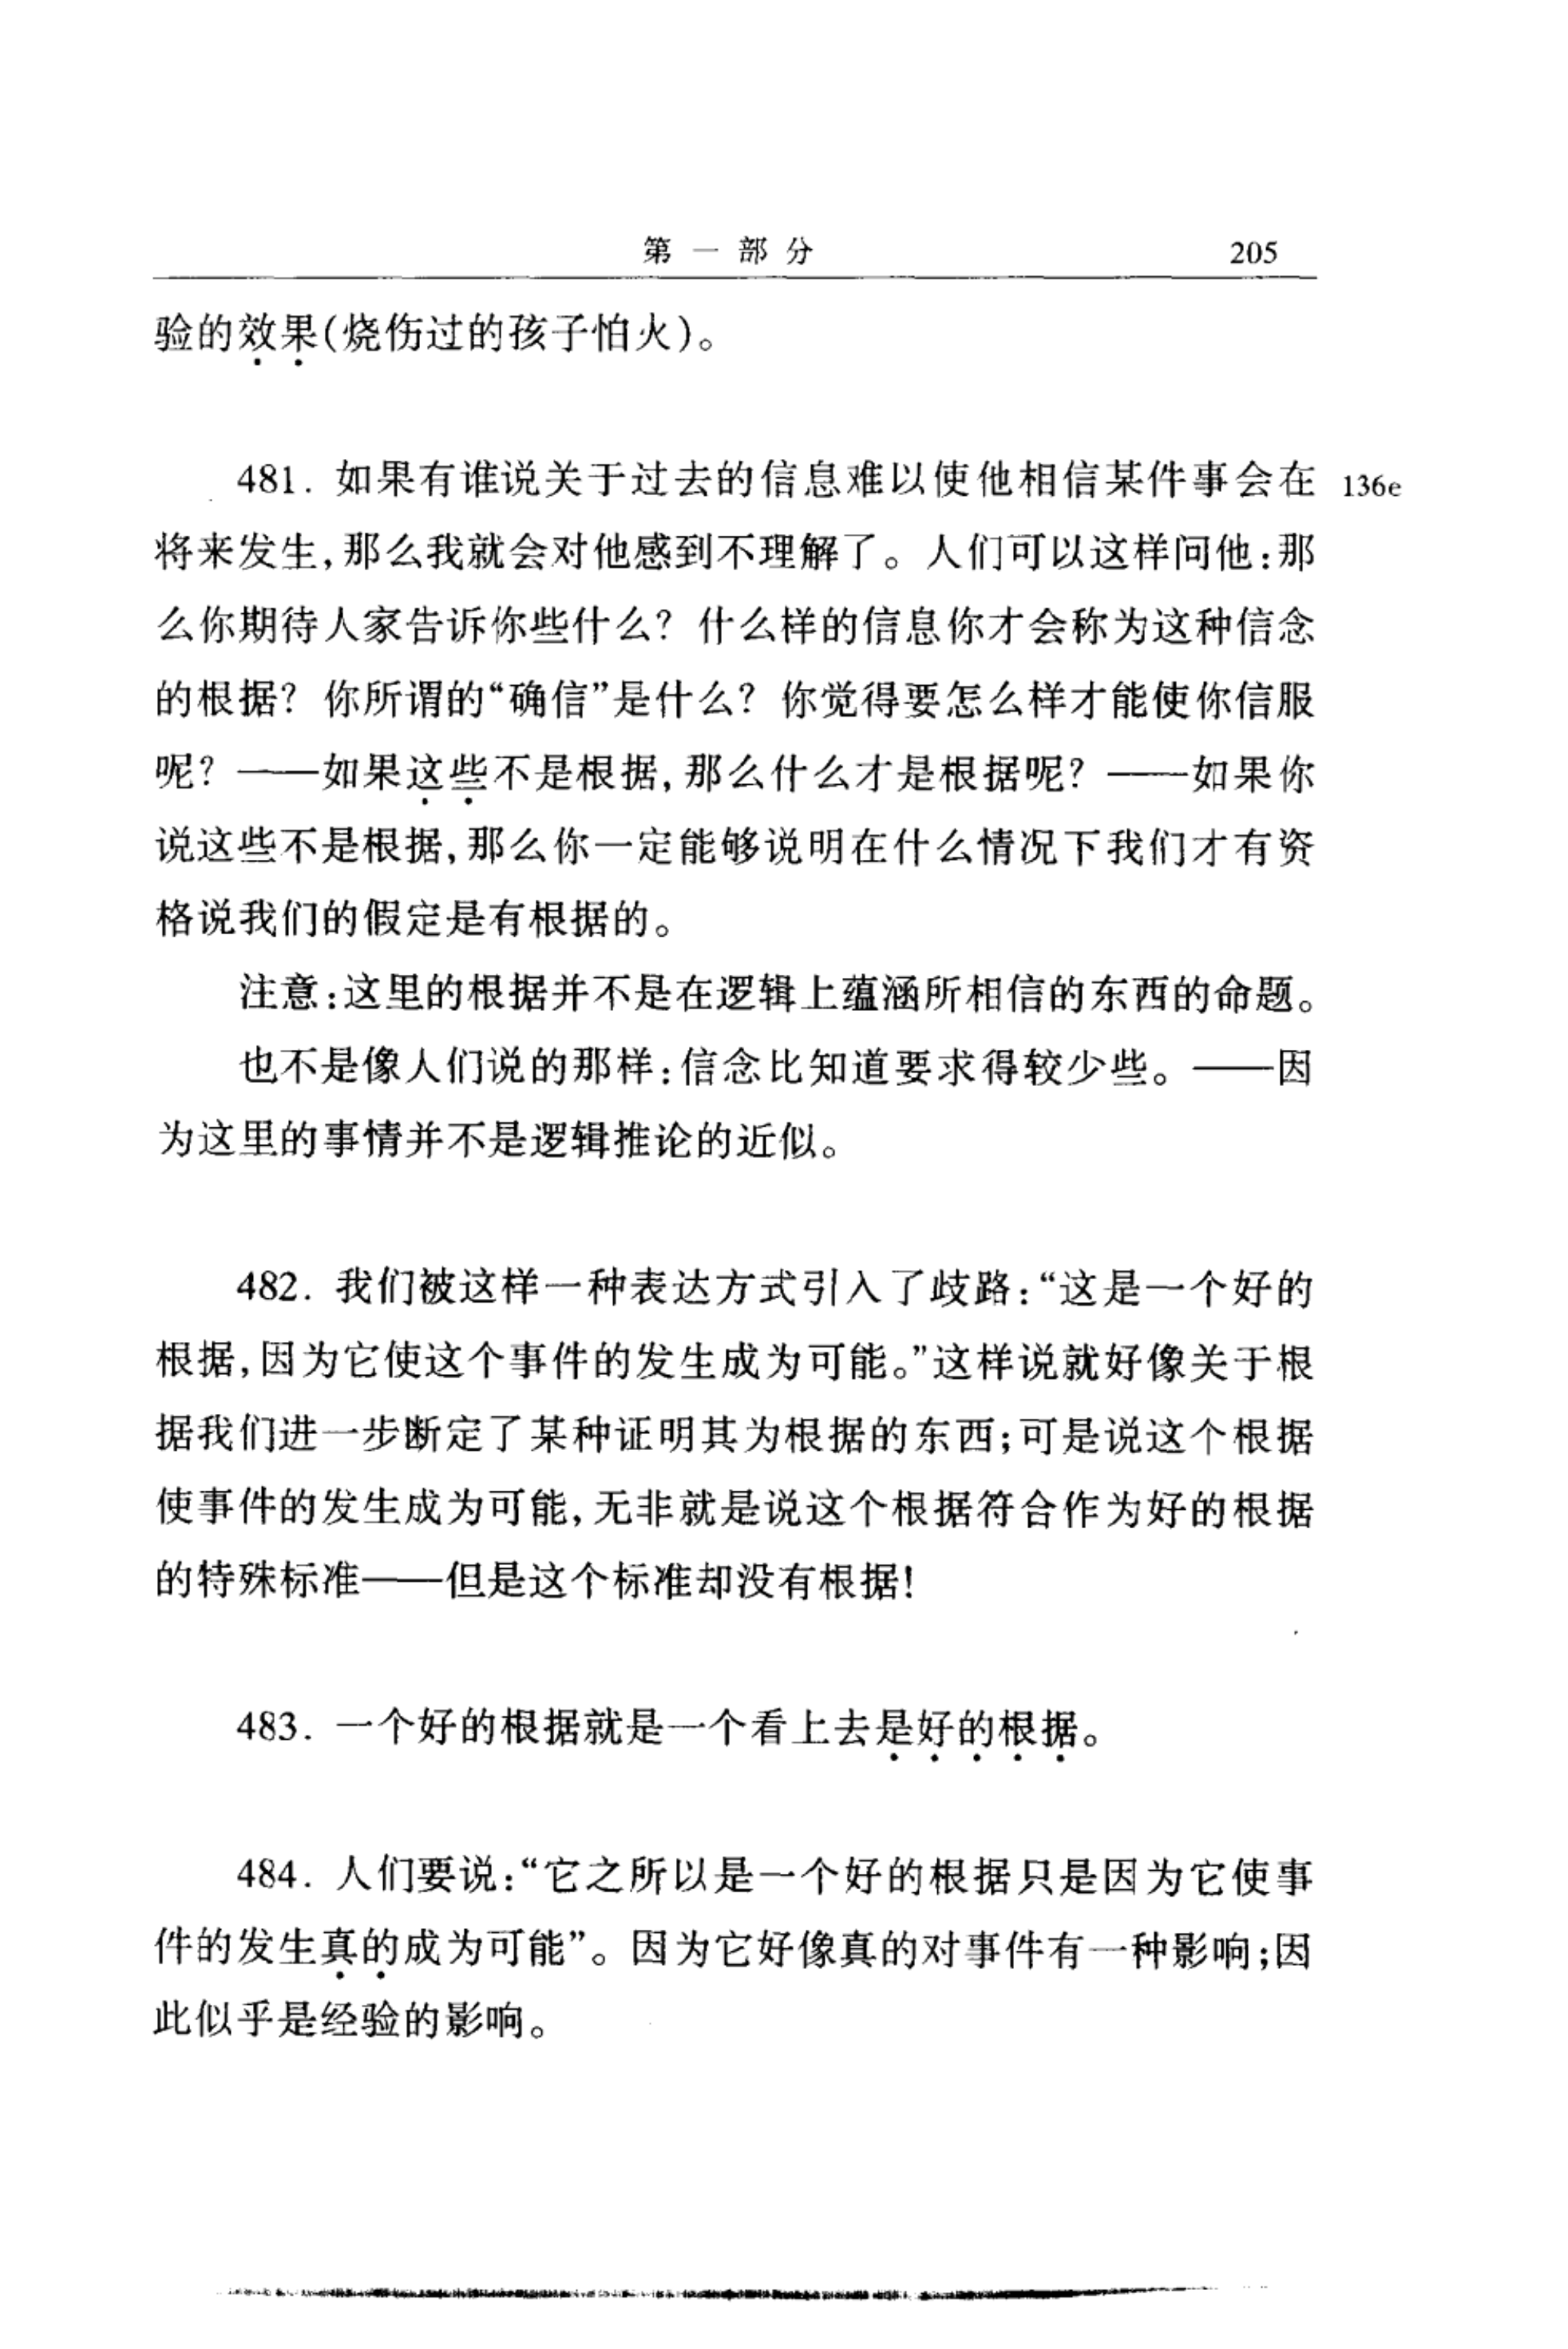 第一部分 205
验的效果(烧伤过的孩子怕火)。
481. 如果有谁说关于过去的信息难以使他相信某件事会在 136e
将来发生,那么我就会对他感到不理解了。人们可以这样问他:那
么你期待人家告诉你些什么? 什么样的信息你才会称为这种信念
的根据? 你所谓的“确信”是什么? 你觉得要怎么样才能使你信服
呢? ——如果这些不是根据,那么什么才是根据呢? ——如果你
说这些不是根据,那么你一定能够说明在什么情况下我们才有资
格说我们的假定是有根据的。
注意:这里的根据并不是在逻辑上蕴涵所相信的东西的命题。
也不是像人们说的那样:信念比知道要求得较少些。——因
为这里的事情并不是逻辑推论的近似。
482. 我们被这样一种表达方式引入了歧路:“这是一个好的
根据,因为它使这个事件的发生成为可能。”这样说就好像关于根
据我们进一步断定了某种证明其为根据的东西;可是说这个根据
使事件的发生成为可能,无非就是说这个根据符合作为好的根据
的特殊标准——但是这个标准却没有根据!
483. 一个好的根据就是一个看上去是好的根据。
484. 人们要说:“它之所以是一个好的根据只是因为它使事
件的发生真的成为可能”。因为它好像真的对事件有一种影响;因
此似乎是经验的影响。